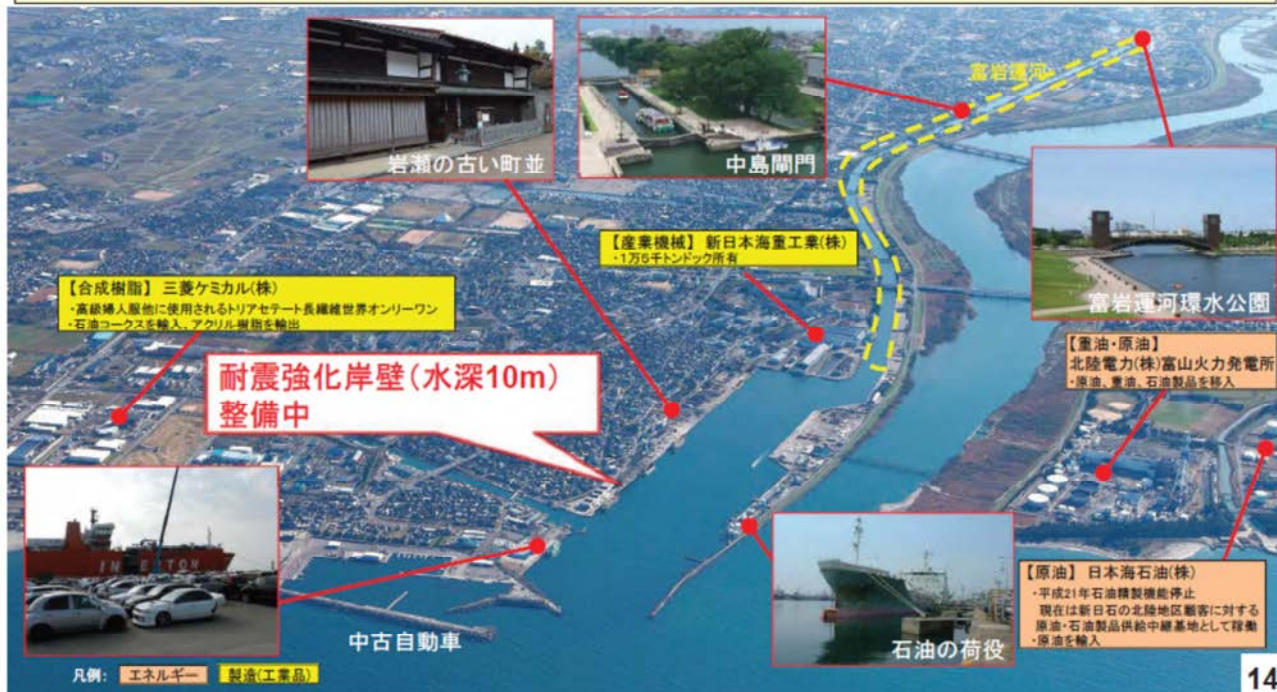 岩瀬の古い町並
中島閘門
富岩運河
富岩運河環水公園
【産業機械】 新日本海重工業(株)
・1万5千トンドック所有
【合成樹脂】 三菱ケミカル(株)
・高級婦人服他に使用されるトリアセテート長繊維世界オンリーワン
・石油コークスを輸入、アクリル樹脂を輸出
耐震強化岸壁(水深10m)
整備中
【重油・原油】
北陸電力(株)富山火力発電所
・原油、重油、石油製品を移入
【原油】 日本海石油(株)
・平成21年石油精製機能停止
現在は新日石の北陸地区顧客に対する
原油・石油製品供給中継基地として稼働
・原油を輸入
中古自動車
石油の荷役
凡例: エネルギー 製造(工業品)
14